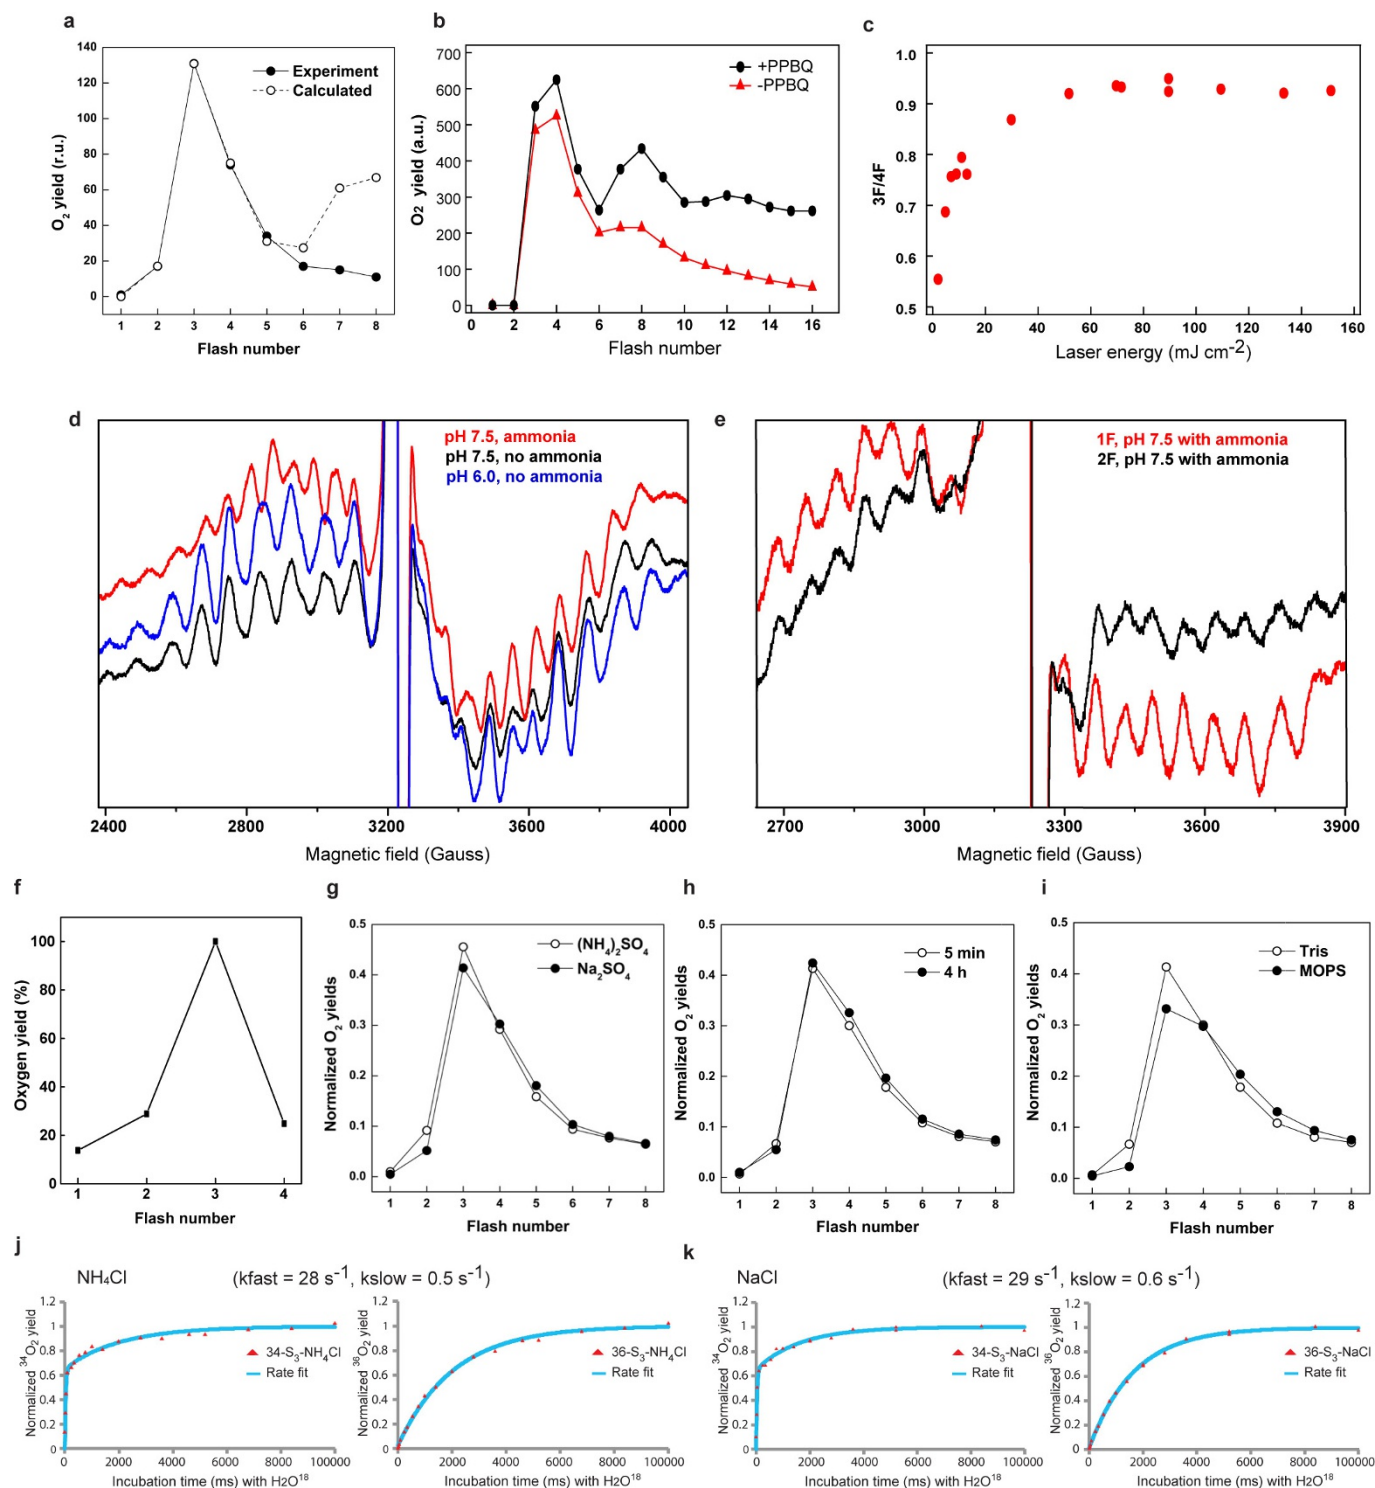 a
O2 yield (r.u.)
140
120
100
80
60
40
20
0
Experiment
Calculated
1 2 3 4 5 6 7 8
Flash number
b
O2 yield (a.u.)
700
600
500
400
300
200
100
0
+PPBQ
-PPBQ
0 2 4 6 8 10 12 14 16
Flash number
c
3F/4F
1.0
0.9
0.8
0.7
0.6
0.5
0 20 40 60 80 100 120 140 160
Laser energy (mJ cm-2)
d
pH 7.5, ammonia
pH 7.5, no ammonia
pH 6.0, no ammonia
2400 2800 3200 3600 4000
Magnetic field (Gauss)
e
1F, pH 7.5 with ammonia
2F, pH 7.5 with ammonia
2700 3000 3300 3600 3900
Magnetic field (Gauss)
f
Oxygen yield (%)
100
80
60
40
20
0
1 2 3 4
Flash number
g
Normalized O2 yields
0.5
0.4
0.3
0.2
0.1
0.0
(NH4)2SO4
Na2SO4
1 2 3 4 5 6 7 8
Flash number
h
Normalized O2 yields
0.5
0.4
0.3
0.2
0.1
0.0
5 min
4 h
1 2 3 4 5 6 7 8
Flash number
i
Normalized O2 yields
0.5
0.4
0.3
0.2
0.1
0.0
Tris
MOPS
1 2 3 4 5 6 7 8
Flash number
j
NH4Cl (kfast = 28 s-1, kslow = 0.5 s-1)
Normalized 34O2 yield
1.2
1
0.8
0.6
0.4
0.2
0
34-S3-NH4Cl
Rate fit
0 2000 4000 6000 8000 100000
Incubation time (ms) with H2O18
Normalized 36O2 yield
1.2
1
0.8
0.6
0.4
0.2
0
36-S3-NH4Cl
Rate fit
0 2000 4000 6000 8000 100000
Incubation time (ms) with H2O18
k
NaCl (kfast = 29 s-1, kslow = 0.6 s-1)
Normalized 34O2 yield
1.2
1
0.8
0.6
0.4
0.2
0
34-S3-NaCl
Rate fit
0 2000 4000 6000 8000 100000
Incubation time (ms) with H2O18
Normalized 36O2 yield
1.2
1
0.8
0.6
0.4
0.2
0
36-S3-NaCl
Rate fit
0 2000 4000 6000 8000 100000
Incubation time (ms) with H2O18